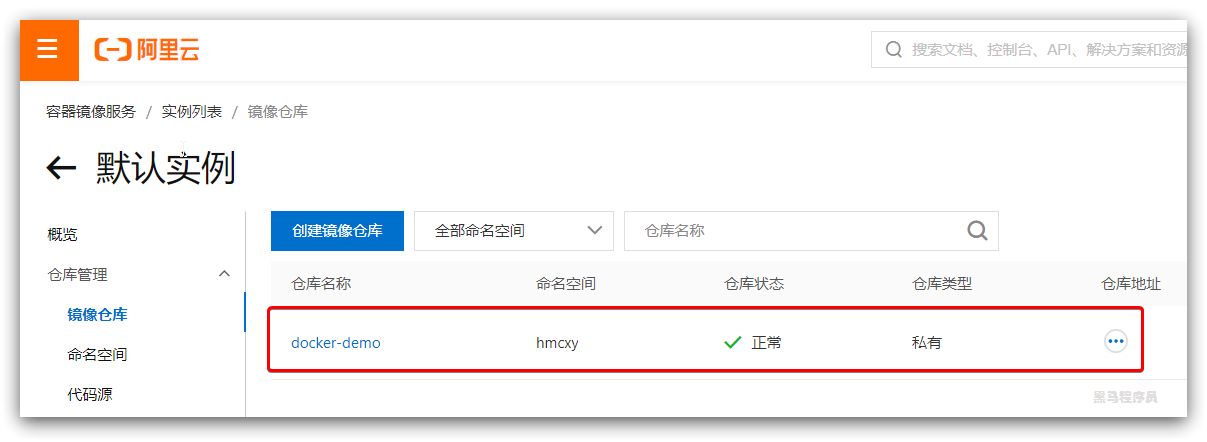 阿里云
搜索文档、控制台、API、解决方案和资源
容器镜像服务 / 实例列表 / 镜像仓库
默认实例
概览
仓库管理
镜像仓库
命名空间
代码源
创建镜像仓库 全部命名空间 仓库名称
仓库名称 命名空间 仓库状态 仓库类型 仓库地址
docker-demo hmcxy 正常 私有
黑马程序员